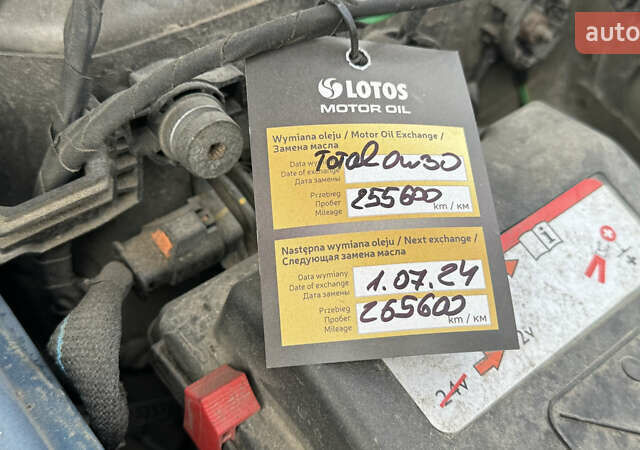 auto
LOTOS
MOTOR OIL
Wymiana oleju / Motor Oil Exchange /
Замена масла
Data wymiany
Date of exchange
Дата замены
Total 0w30
Przebieg
Пробег
Mileage
255600
km / км
Następna wymiana oleju / Next exchange /
Следующая замена масла
Data wymiany
Date of exchange
Дата замены
1.07.24
Przebieg
Пробег
Mileage
265600
km / км
24V
12V